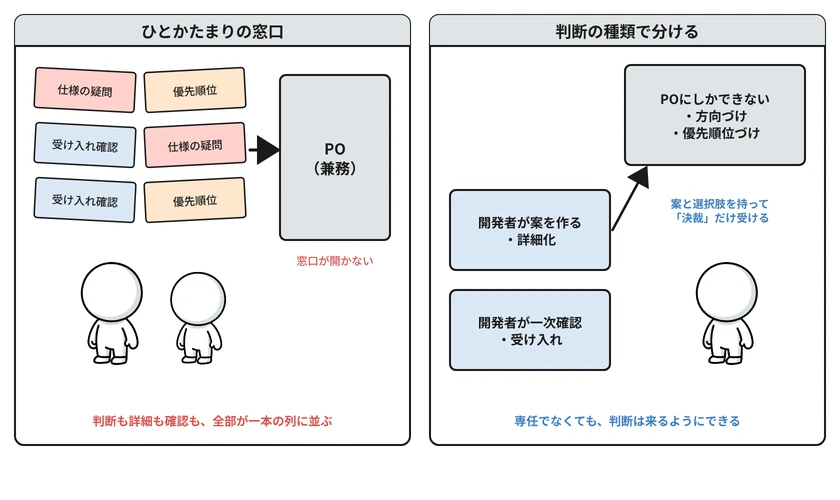 ひとかたまりの窓口
仕様の疑問
優先順位
受け入れ確認
仕様の疑問
受け入れ確認
優先順位
PO
（兼務）
窓口が開かない
判断も詳細も確認も、全部が一本の列に並ぶ
判断の種類で分ける
POにしかできない
・方向づけ
・優先順位づけ
案と選択肢を持って
「決裁」だけ受ける
開発者が案を作る
・詳細化
開発者が一次確認
・受け入れ
専任でなくても、判断は来るようにできる